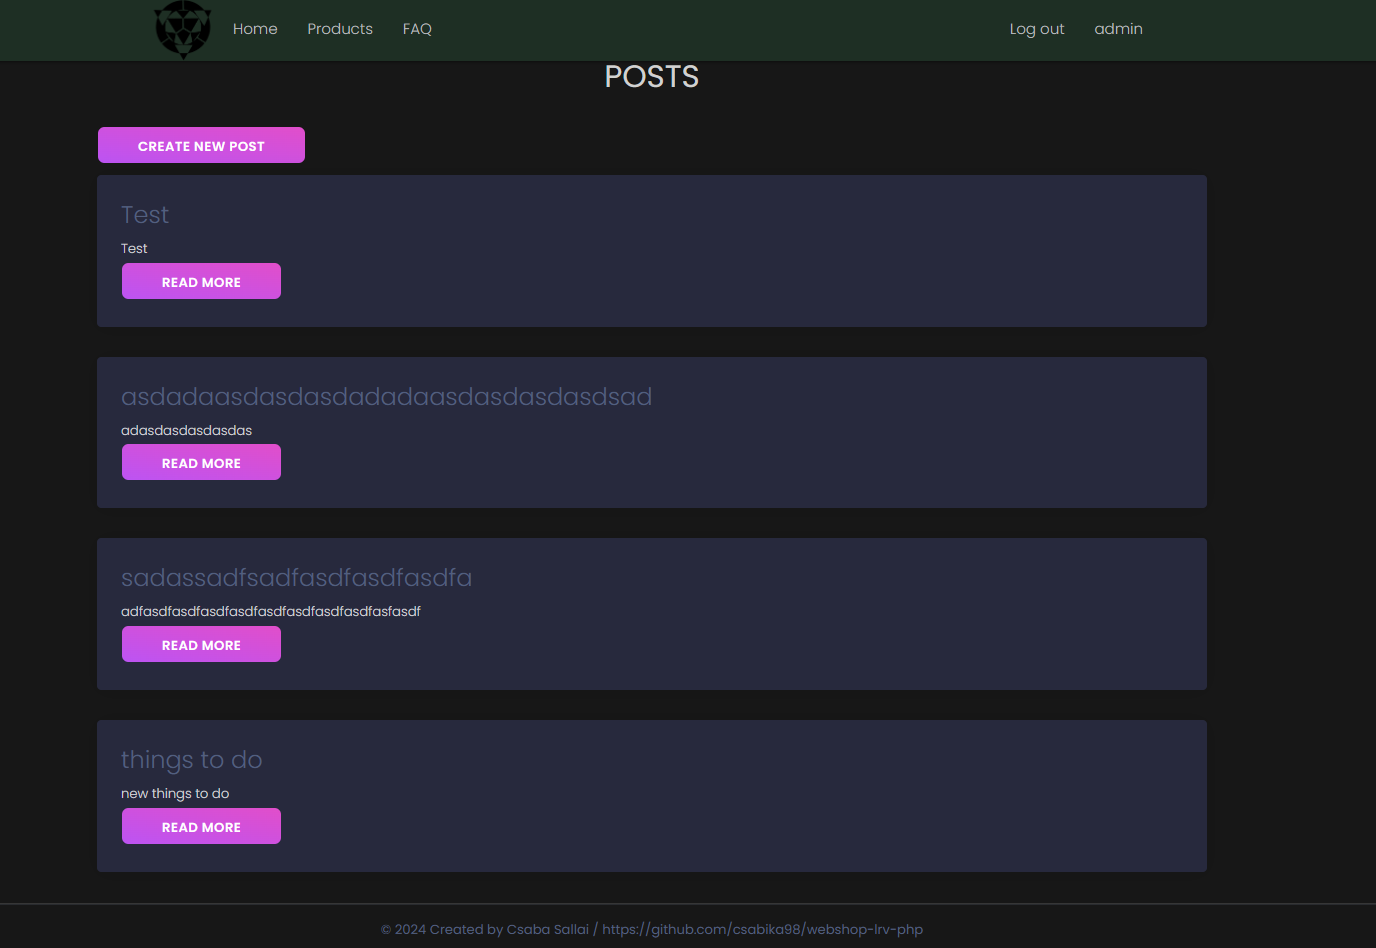 Home Products FAQ Log out admin
POSTS
CREATE NEW POST
Test
Test
READ MORE
asdadaasdasdasdadadaasdasdasdasdsad
adasdasdasdasdas
READ MORE
sadassadfsadfasdfasdfasdfa
adfasdfasdfasdfasdfasdfasdfasdfasdfasfasdf
READ MORE
things to do
new things to do
READ MORE
© 2024 Created by Csaba Sallai / https://github.com/csabika98/webshop-lrv-php